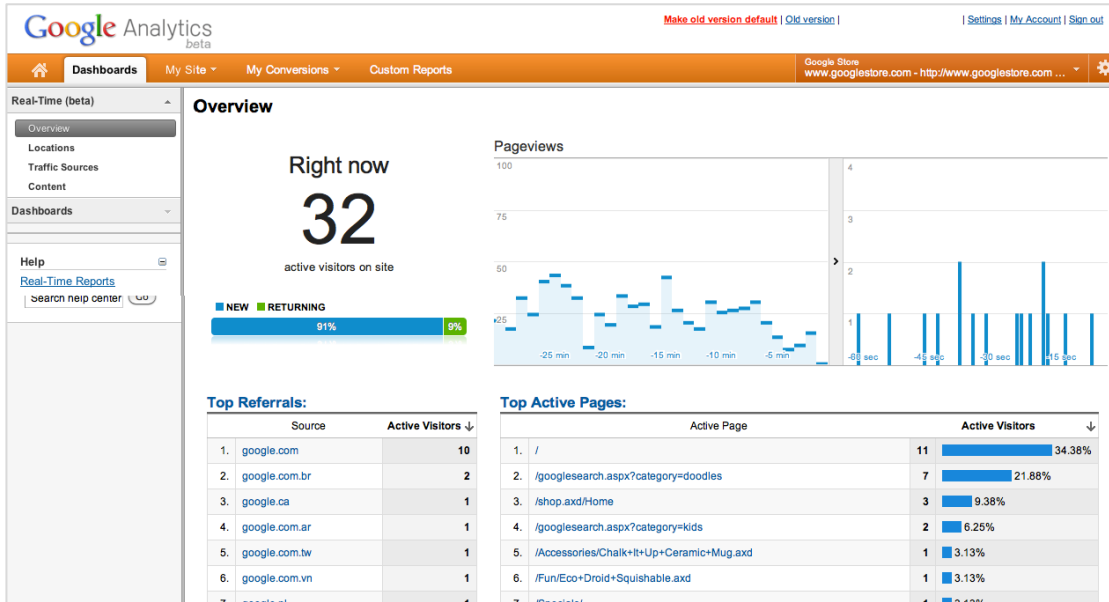 Google Analytics
beta
Make old version default | Old version |
| Settings | My Account | Sign out
Dashboards My Site My Conversions Custom Reports
Google Store
www.googlestore.com - http://www.googlestore.com ...
Real-Time (beta)
Overview
Locations
Traffic Sources
Content
Dashboards
Help
Real-Time Reports
Search help center Go
Overview
Right now
32
active visitors on site
NEW RETURNING
91% 9%
Pageviews
100
75
50
25
-25 min -20 min -15 min -10 min -5 min
4
3
2
1
-60 sec -45 sec -30 sec -15 sec
Top Referrals:
Source Active Visitors
1. google.com 10
2. google.com.br 2
3. google.ca 1
4. google.com.ar 1
5. google.com.tw 1
6. google.com.vn 1
Top Active Pages:
Active Page Active Visitors
1. / 11 34.38%
2. /googlesearch.aspx?category=doodles 7 21.88%
3. /shop.axd/Home 3 9.38%
4. /googlesearch.aspx?category=kids 2 6.25%
5. /Accessories/Chalk+It+Up+Ceramic+Mug.axd 1 3.13%
6. /Fun/Eco+Droid+Squishable.axd 1 3.13%